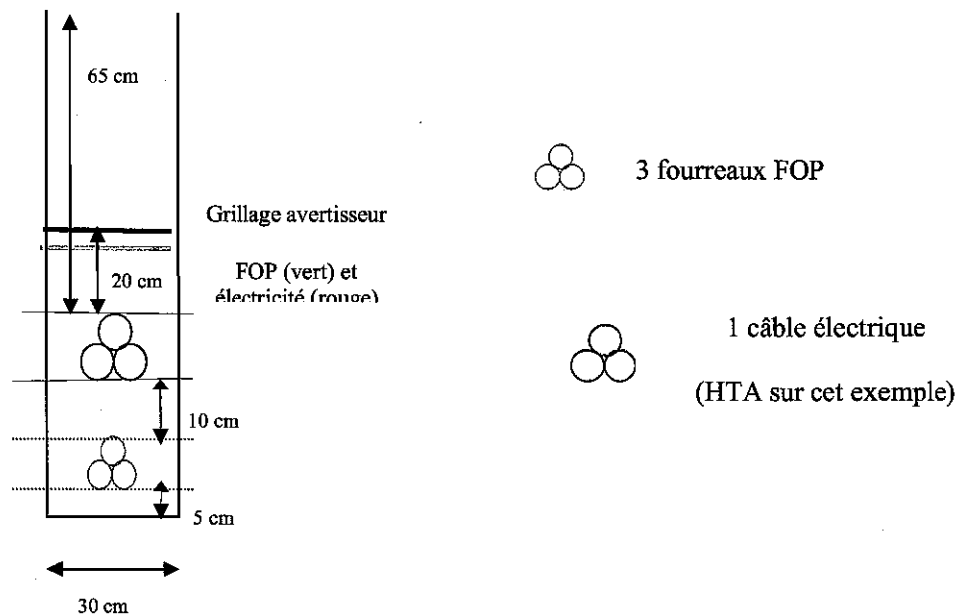 65 cm
3 fourreaux FOP
Grillage avertisseur
20 cm
FOP (vert) et
électricité (rouge)
1 câble électrique
(HTA sur cet exemple)
10 cm
5 cm
30 cm